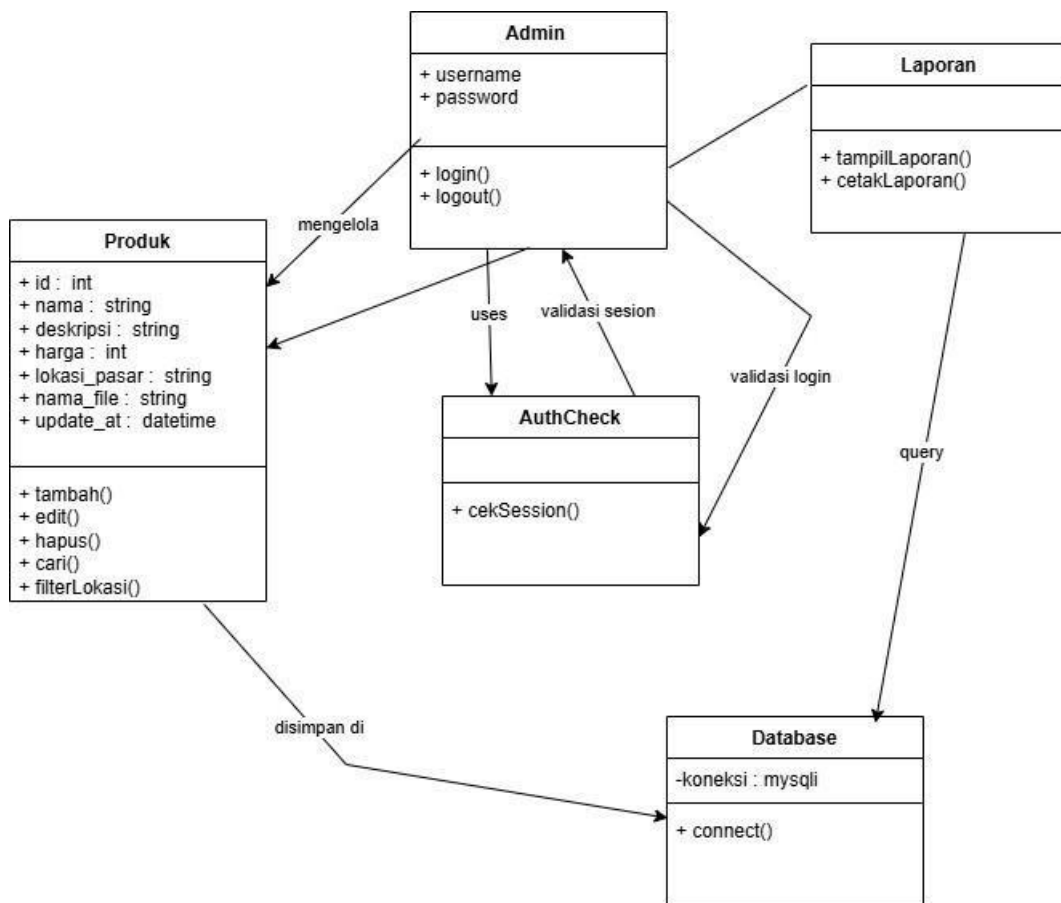 Admin
+ username
+ password
+ login()
+ logout()
Laporan
+ tampilLaporan()
+ cetakLaporan()
mengelola
Produk
+ id : int
+ nama : string
+ deskripsi : string
+ harga : int
+ lokasi_pasar : string
+ nama_file : string
+ update_at : datetime
+ tambah()
+ edit()
+ hapus()
+ cari()
+ filterLokasi()
uses
validasi sesion
validasi login
AuthCheck
+ cekSession()
query
disimpan di
Database
-koneksi : mysqli
+ connect()